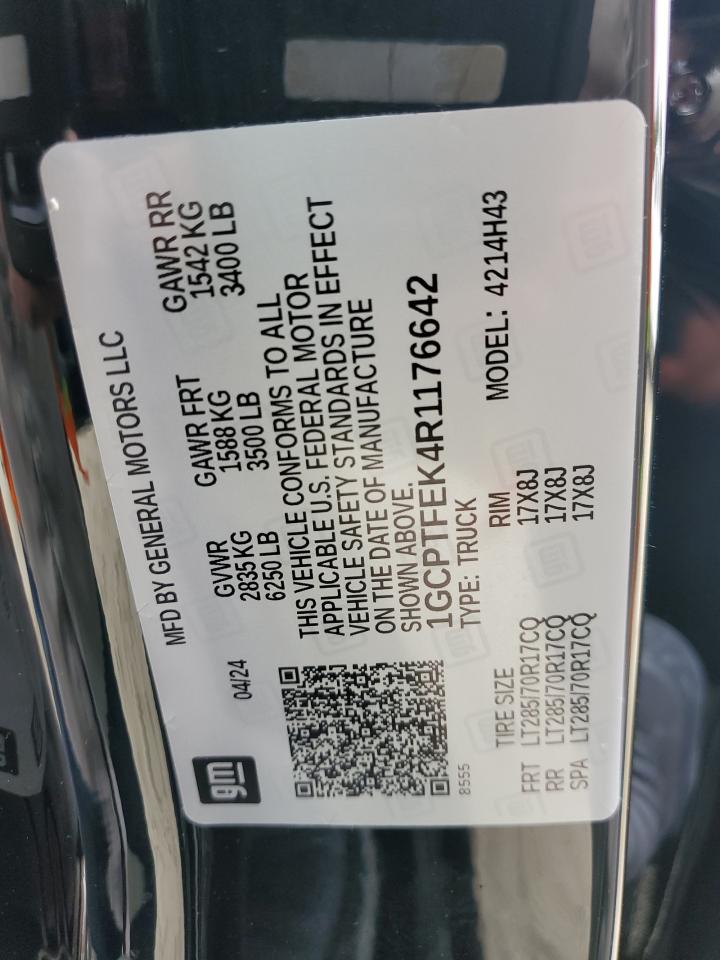 gm
MFD BY GENERAL MOTORS LLC
04/24
GVWR GAWR FRT GAWR RR
2835 KG 1588 KG 1542 KG
6250 LB 3500 LB 3400 LB
THIS VEHICLE CONFORMS TO ALL
APPLICABLE U.S. FEDERAL MOTOR
VEHICLE SAFETY STANDARDS IN EFFECT
ON THE DATE OF MANUFACTURE
SHOWN ABOVE.
1GCPTFEK4R1176642
8555
TYPE: TRUCK
MODEL: 4214H43
TIRE SIZE RIM
FRT LT285/70R17CQ 17X8J
RR LT285/70R17CQ 17X8J
SPA LT285/70R17CQ 17X8J